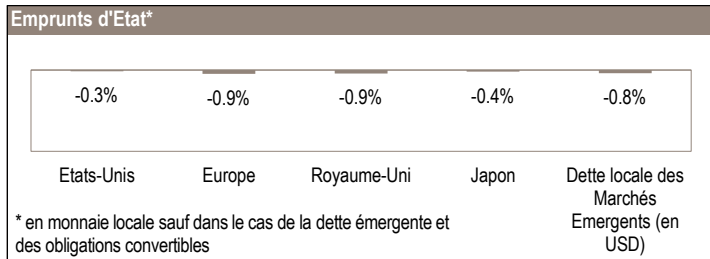 Emprunts d'Etat*
-0.3% -0.9% -0.9% -0.4% -0.8%
Etats-Unis Europe Royaume-Uni Japon Dette locale des
Marchés
Emergents (en
USD)
* en monnaie locale sauf dans le cas de la dette émergente et
des obligations convertibles